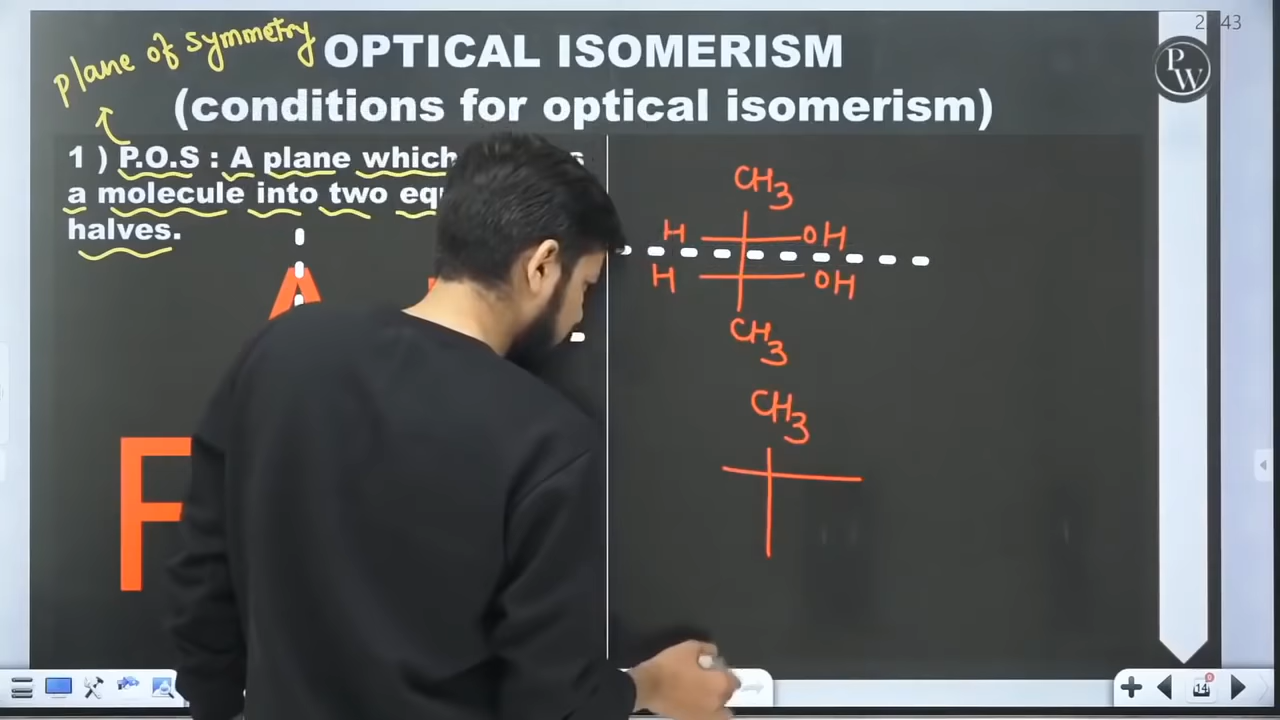 plane of symmetry
OPTICAL ISOMERISM
(conditions for optical isomerism)
1 ) P.O.S : A plane which
a molecule into two
halves.
A
F
CH3
H OH
H OH
CH3
CH3
PW
14